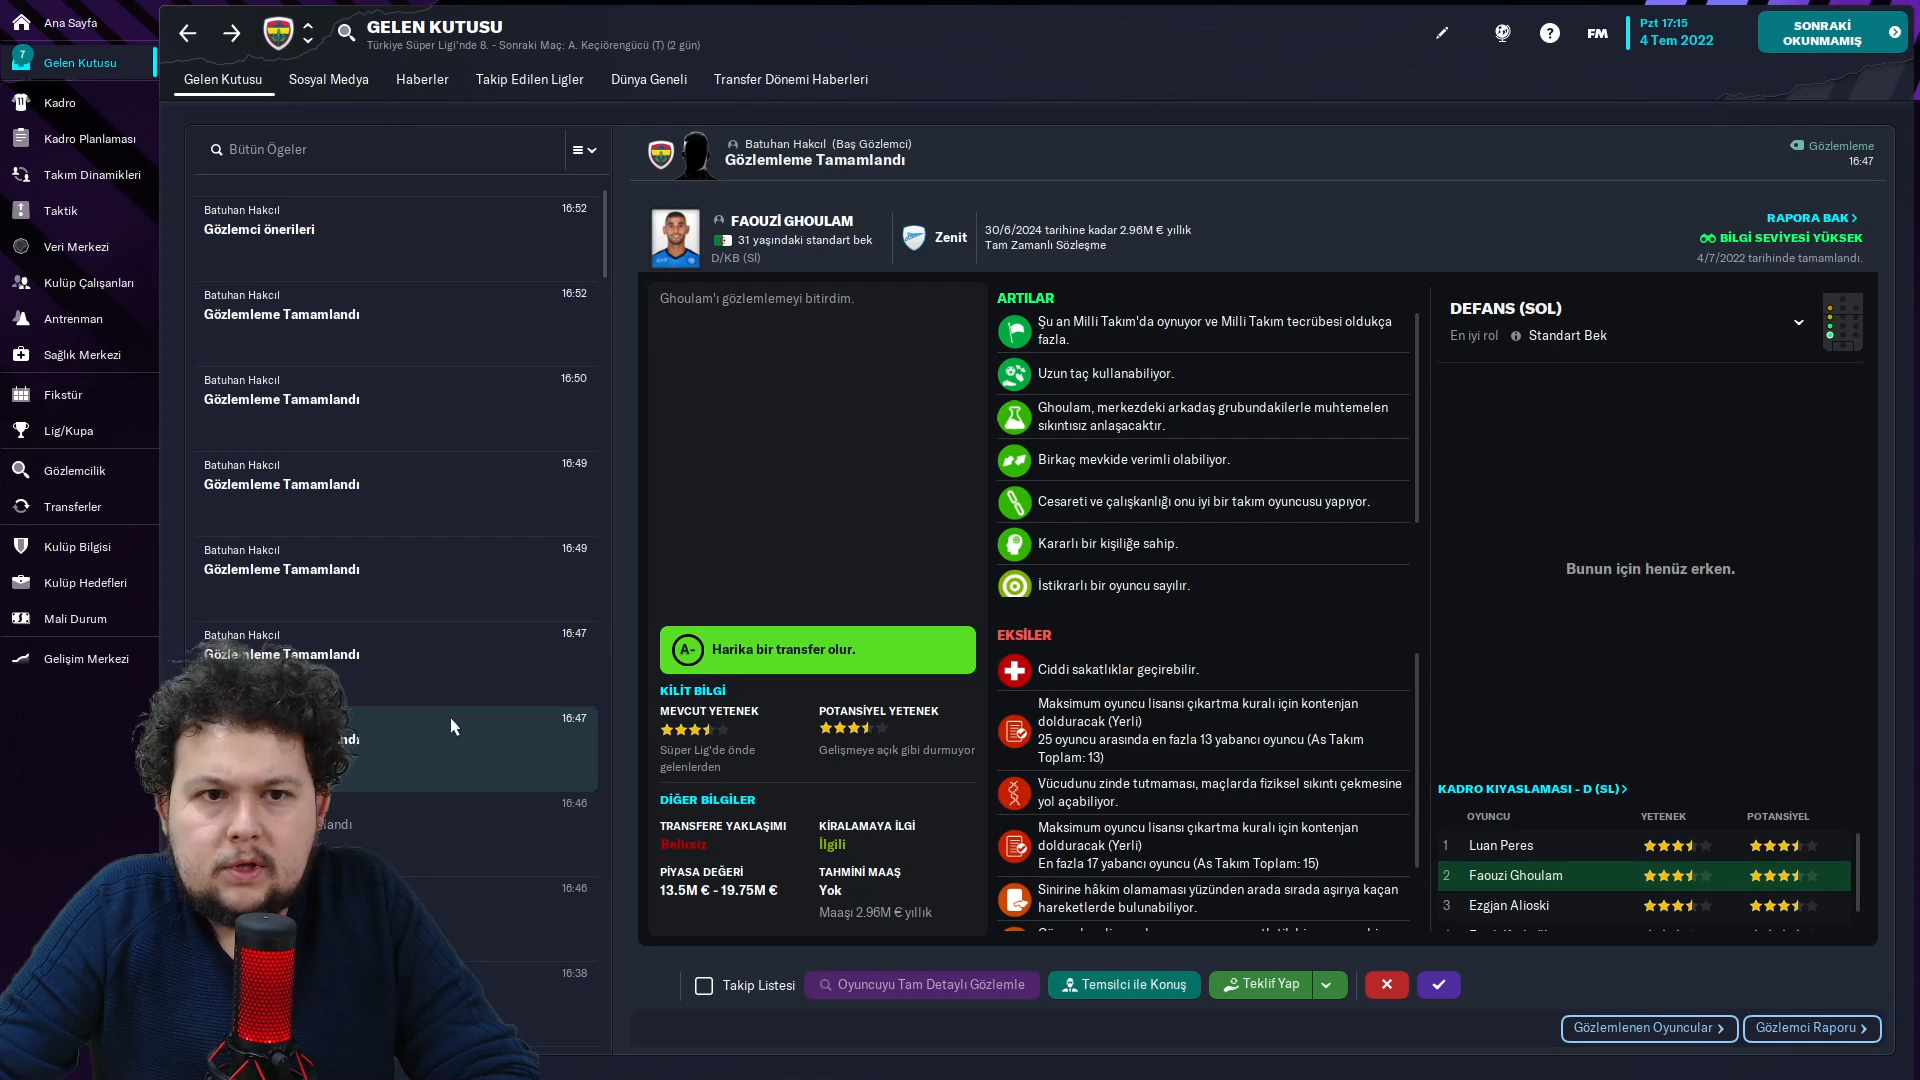 Ana Sayfa
7
Gelen Kutusu
Kadro
Kadro Planlaması
Takım Dinamikleri
Taktik
Veri Merkezi
Kulüp Çalışanları
Antrenman
Sağlık Merkezi
Fikstür
Lig/Kupa
Gözlemcilik
Transferler
Kulüp Bilgisi
Kulüp Hedefleri
Mali Durum
Gelişim Merkezi
GELEN KUTUSU
Türkiye Süper Ligi'nde 8. - Sonraki Maç: A. Keçiörengücü (T) (2 gün)
FM
Pzt 17:15
4 Tem 2022
SONRAKİ
OKUNMAMIŞ
Gelen Kutusu
Sosyal Medya
Haberler
Takip Edilen Ligler
Dünya Geneli
Transfer Dönemi Haberleri
Bütün Ögeler
Batuhan Hakcıl 16:52
Gözlemci önerileri
Batuhan Hakcıl 16:52
Gözlemleme Tamamlandı
Batuhan Hakcıl 16:50
Gözlemleme Tamamlandı
Batuhan Hakcıl 16:49
Gözlemleme Tamamlandı
Batuhan Hakcıl 16:49
Gözlemleme Tamamlandı
Batuhan Hakcıl 16:47
Gözlemleme Tamamlandı
16:47
16:46
16:46
16:38
Batuhan Hakcıl (Baş Gözlemci)
Gözlemleme Tamamlandı
Gözlemleme
16:47
FAOUZİ GHOULAM
31 yaşındaki standart bek
D/KB (Sl)
Zenit
30/6/2024 tarihine kadar 2.96M € yıllık
Tam Zamanlı Sözleşme
RAPORA BAK
BİLGİ SEVİYESİ YÜKSEK
4/7/2022 tarihinde tamamlandı.
Ghoulam'ı gözlemlemeyi bitirdim.
A-
Harika bir transfer olur.
KİLİT BİLGİ
MEVCUT YETENEK
Süper Lig'de önde
gelenlerden
POTANSİYEL YETENEK
Gelişmeye açık gibi durmuyor
DİĞER BİLGİLER
TRANSFERE YAKLAŞIMI
Belirsiz
KİRALAMAYA İLGİ
İlgili
PİYASA DEĞERİ
13.5M € - 19.75M €
TAHMİNİ MAAŞ
Yok
Maaşı 2.96M € yıllık
ARTILAR
Şu an Milli Takım'da oynuyor ve Milli Takım tecrübesi oldukça
fazla.
Uzun taç kullanabiliyor.
Ghoulam, merkezdeki arkadaş grubundakilerle muhtemelen
sıkıntısız anlaşacaktır.
Birkaç mevkide verimli olabiliyor.
Cesareti ve çalışkanlığı onu iyi bir takım oyuncusu yapıyor.
Kararlı bir kişiliğe sahip.
İstikrarlı bir oyuncu sayılır.
EKSİLER
Ciddi sakatlıklar geçirebilir.
Maksimum oyuncu lisansı çıkartma kuralı için kontenjan
dolduracak (Yerli)
25 oyuncu arasında en fazla 13 yabancı oyuncu (As Takım
Toplam: 13)
Vücudunu zinde tutmaması, maçlarda fiziksel sıkıntı çekmesine
yol açabiliyor.
Maksimum oyuncu lisansı çıkartma kuralı için kontenjan
dolduracak (Yerli)
En fazla 17 yabancı oyuncu (As Takım Toplam: 15)
Sinirine hâkim olamaması yüzünden arada sırada aşırıya kaçan
hareketlerde bulunabiliyor.
DEFANS (SOL)
En iyi rol Standart Bek
Bunun için henüz erken.
KADRO KIYASLAMASI - D (SL)
OYUNCU YETENEK POTANSİYEL
1 Luan Peres
2 Faouzi Ghoulam
3 Ezgjan Alioski
Takip Listesi
Oyuncuyu Tam Detaylı Gözlemle
Temsilci ile Konuş
Teklif Yap
Gözlemlenen Oyuncular
Gözlemci Raporu